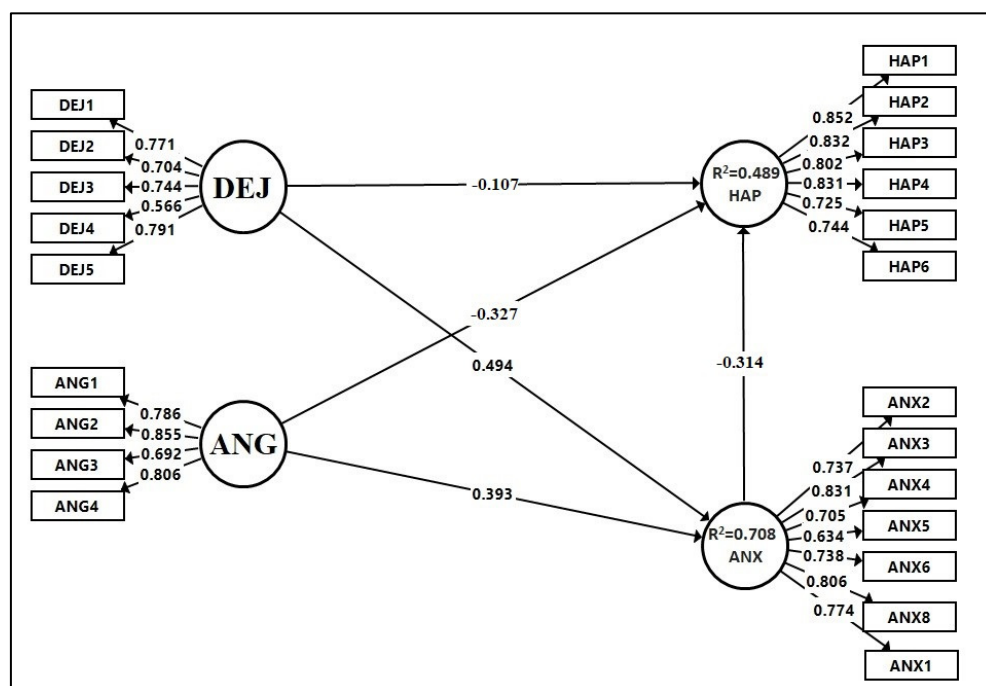 DEJ1
DEJ2
DEJ3
DEJ4
DEJ5
0.771
0.704
0.744
0.566
0.791
DEJ
ANG1
ANG2
ANG3
ANG4
0.786
0.855
0.692
0.806
ANG
-0.107
-0.327
0.494
0.393
-0.314
R²=0.489
HAP
0.852
0.832
0.802
0.831
0.725
0.744
HAP1
HAP2
HAP3
HAP4
HAP5
HAP6
R²=0.708
ANX
0.737
0.831
0.705
0.634
0.738
0.806
0.774
ANX2
ANX3
ANX4
ANX5
ANX6
ANX8
ANX1